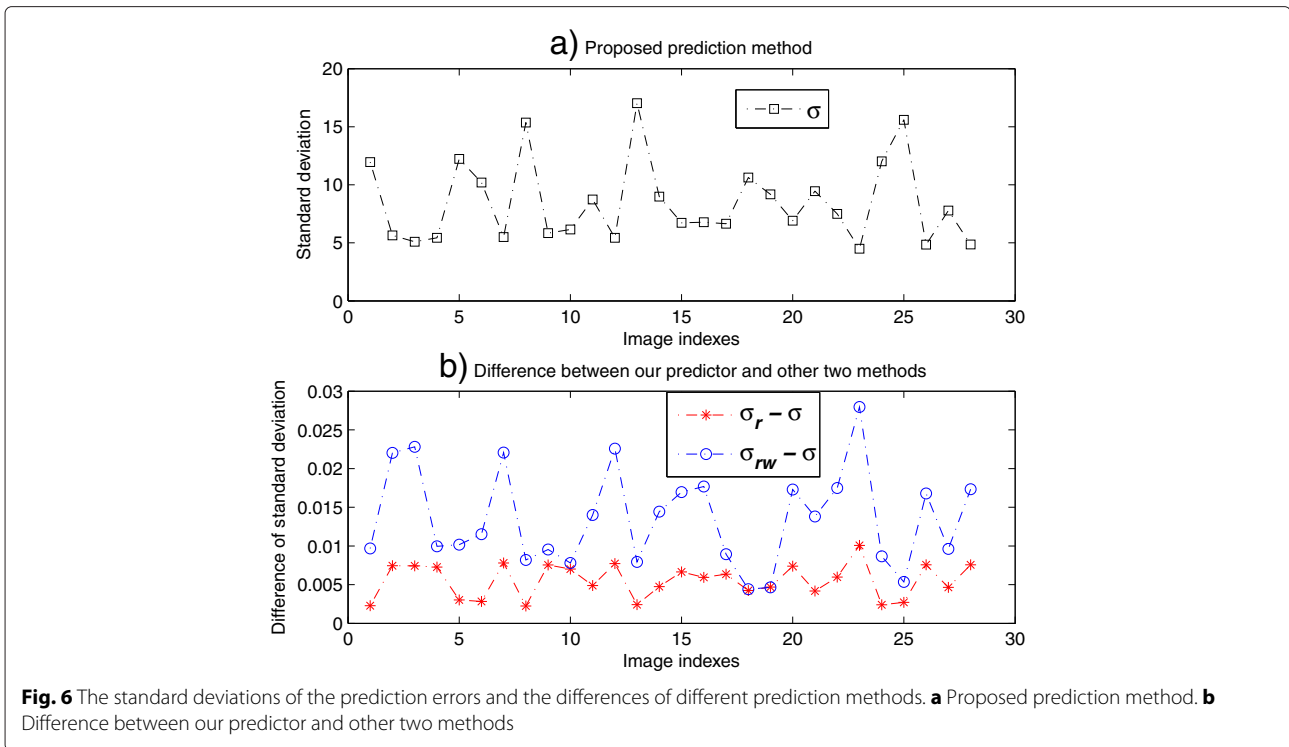 a) Proposed prediction method
20
15
10
5
0
0 5 10 15 20 25 30
Standard deviation
σ
Image indexes
b) Difference between our predictor and other two methods
0.03
0.025
0.02
0.015
0.01
0.005
0
0 5 10 15 20 25 30
Difference of standard deviation
σr − σ
σrw − σ
Image indexes
Fig. 6 The standard deviations of the prediction errors and the differences of different prediction methods. a Proposed prediction method. b
Difference between our predictor and other two methods